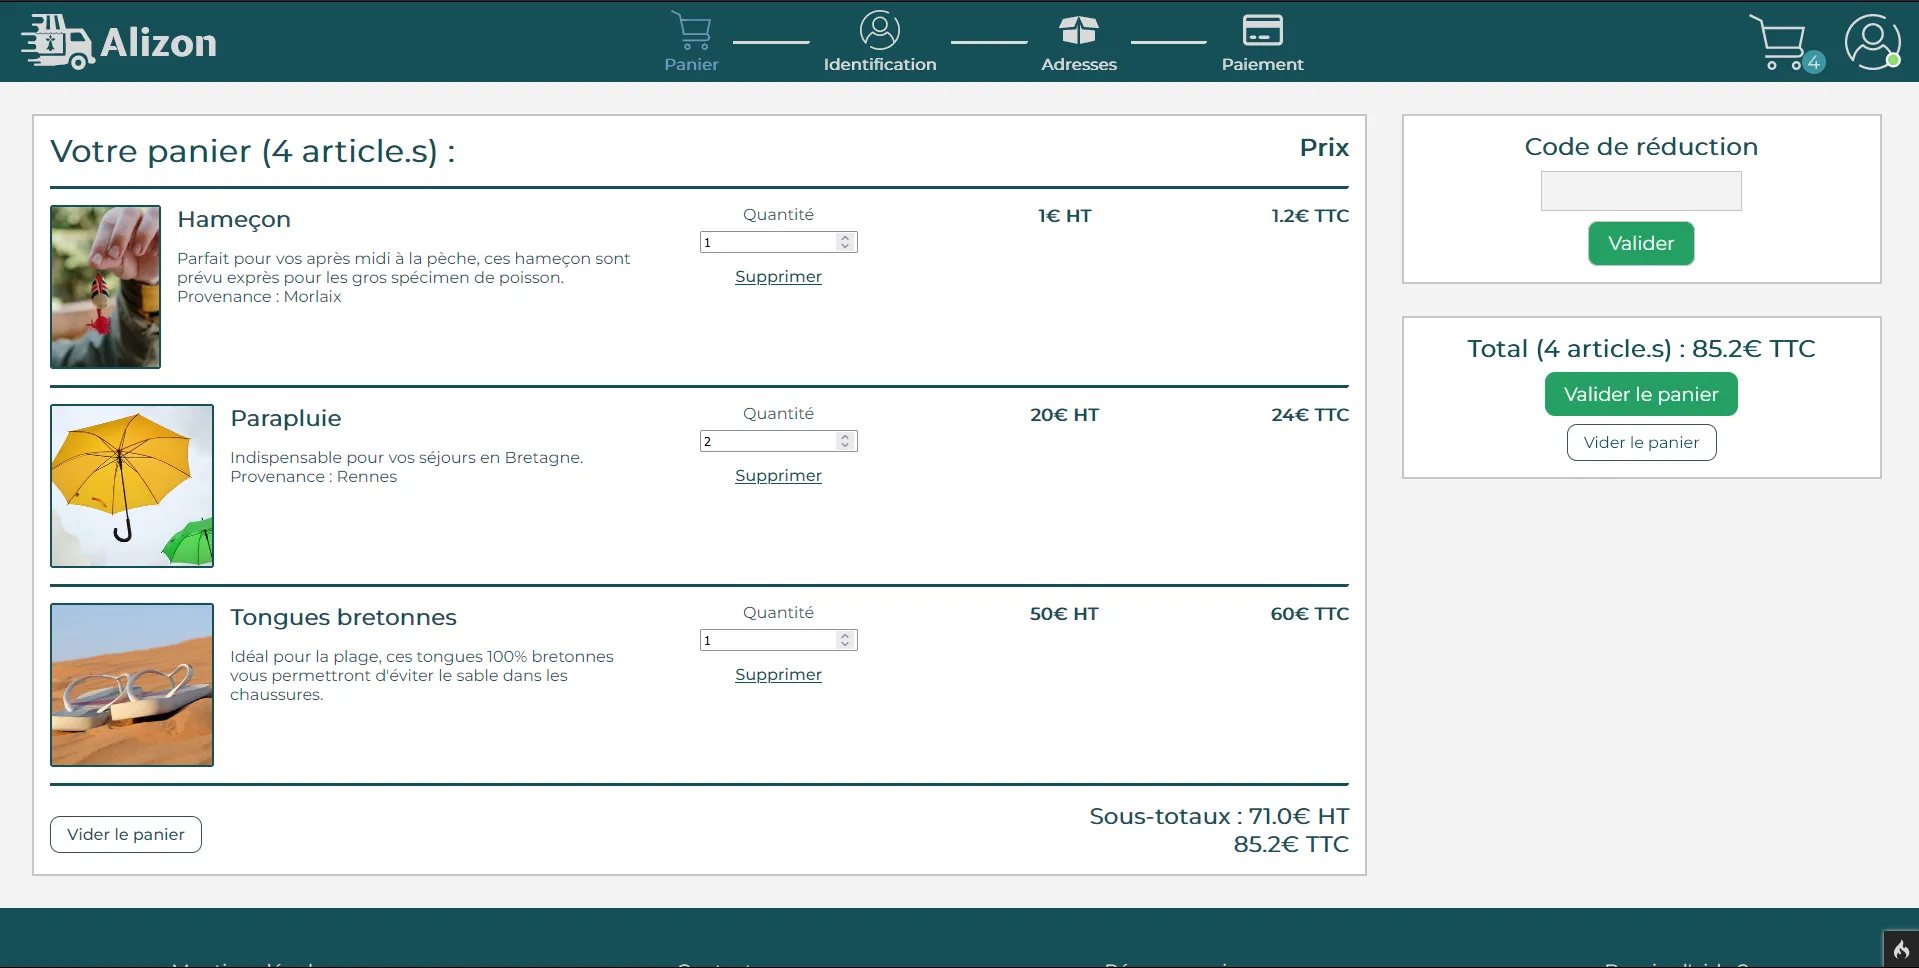 Alizon
Panier
Identification
Adresses
Paiement
4
Votre panier (4 article.s) :
Prix
Hameçon
Parfait pour vos après midi à la pèche, ces hameçon sont
prévu exprès pour les gros spécimen de poisson.
Provenance : Morlaix
Quantité
1
Supprimer
1€ HT
1.2€ TTC
Parapluie
Indispensable pour vos séjours en Bretagne.
Provenance : Rennes
Quantité
2
Supprimer
20€ HT
24€ TTC
Tongues bretonnes
Idéal pour la plage, ces tongues 100% bretonnes
vous permettront d'éviter le sable dans les
chaussures.
Quantité
1
Supprimer
50€ HT
60€ TTC
Vider le panier
Sous-totaux : 71.0€ HT
85.2€ TTC
Code de réduction
Valider
Total (4 article.s) : 85.2€ TTC
Valider le panier
Vider le panier